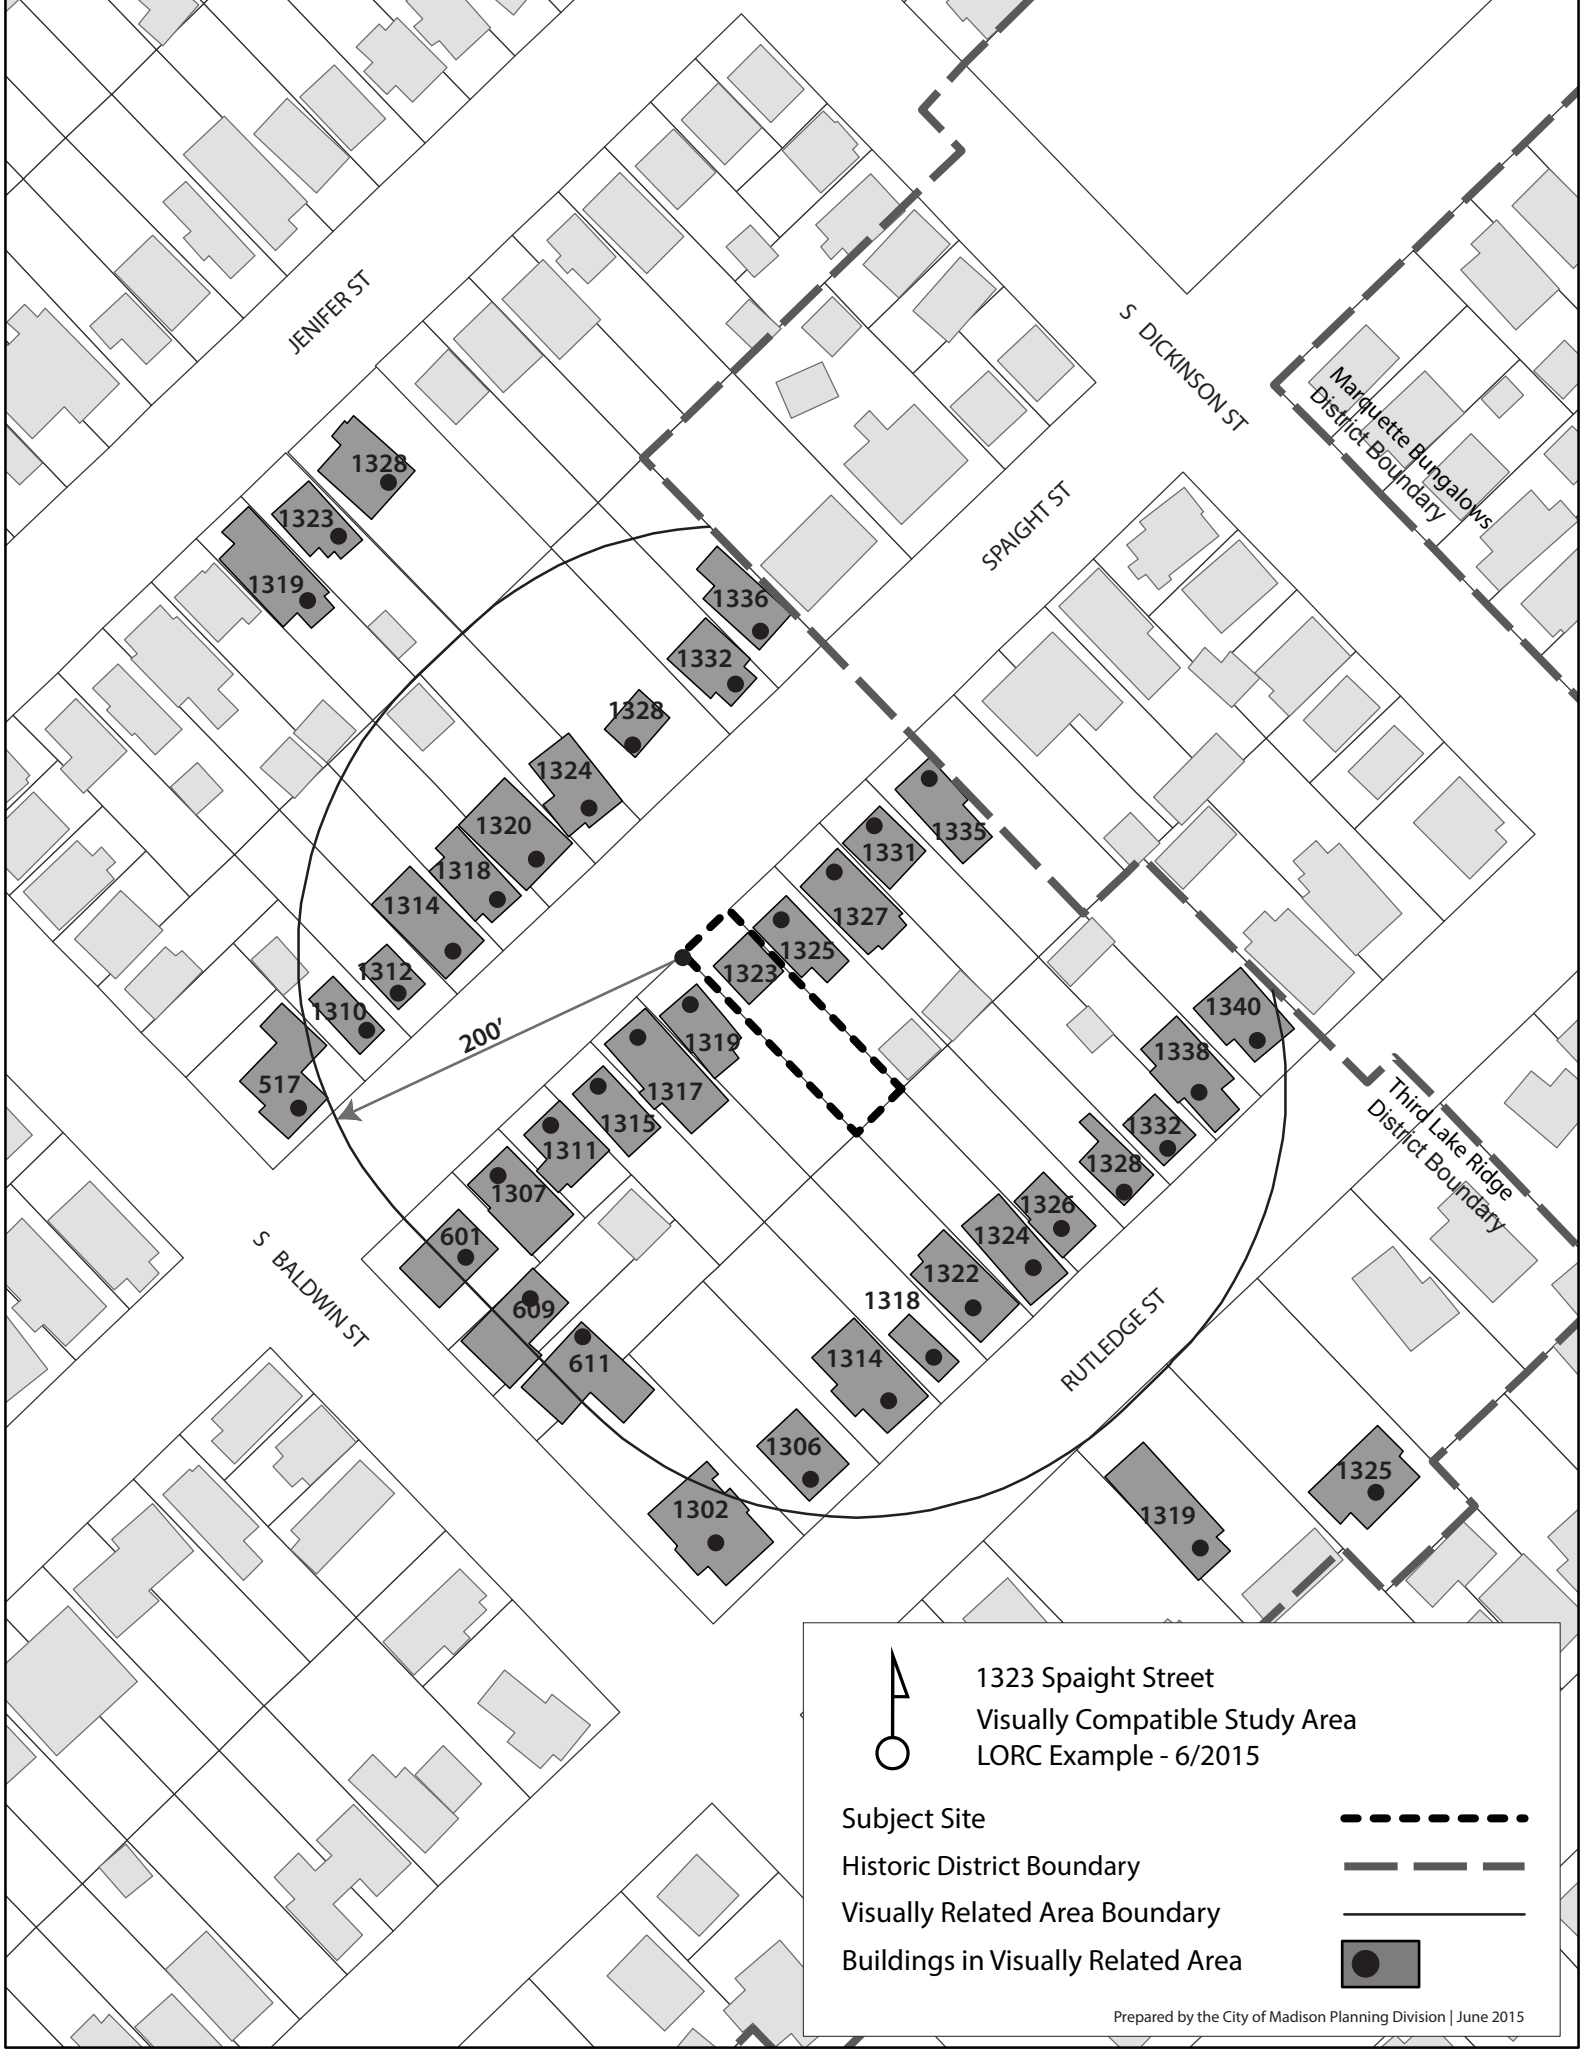 JENIFER ST
S DICKINSON ST
Marquette Bungalows
District Boundary
SPAIGHT ST
1328
1323
1319
1336
1332
1328
1324
1320
1318
1314
1312
1310
517
1335
1331
1327
1325
1323
200’
1319
1317
1315
1311
1307
601
609
611
1340
1338
1332
1328
1326
1324
1322
1318
1314
1306
1302
Third Lake Ridge
District Boundary
S BALDWIN ST
RUTLEDGE ST
1325
1319
1323 Spaight Street
Visually Compatible Study Area
LORC Example - 6/2015
Subject Site
Historic District Boundary
Visually Related Area Boundary
Buildings in Visually Related Area
Prepared by the City of Madison Planning Division | June 2015